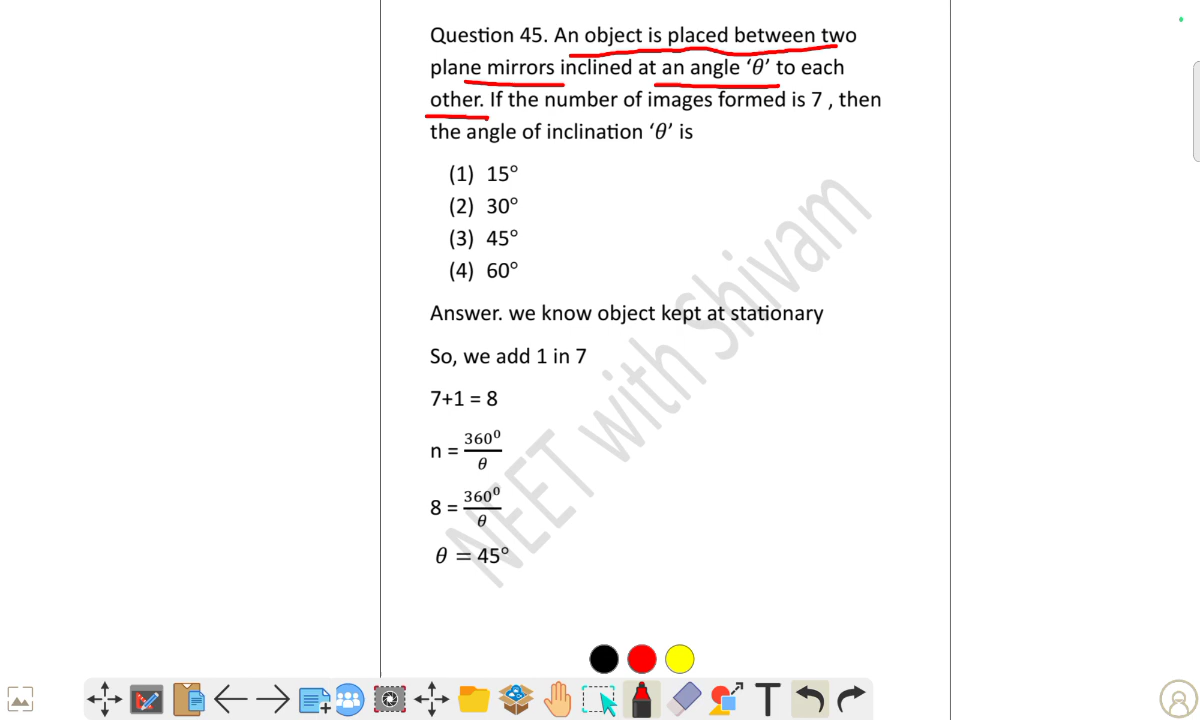 Question 45. An object is placed between two
plane mirrors inclined at an angle ‘θ’ to each
other. If the number of images formed is 7 , then
the angle of inclination ‘θ’ is
(1) 15°
(2) 30°
(3) 45°
(4) 60°
Answer. we know object kept at stationary
So, we add 1 in 7
7+1 = 8
n = 360⁰/θ
8 = 360⁰/θ
θ = 45°
NEET with Shivam
T